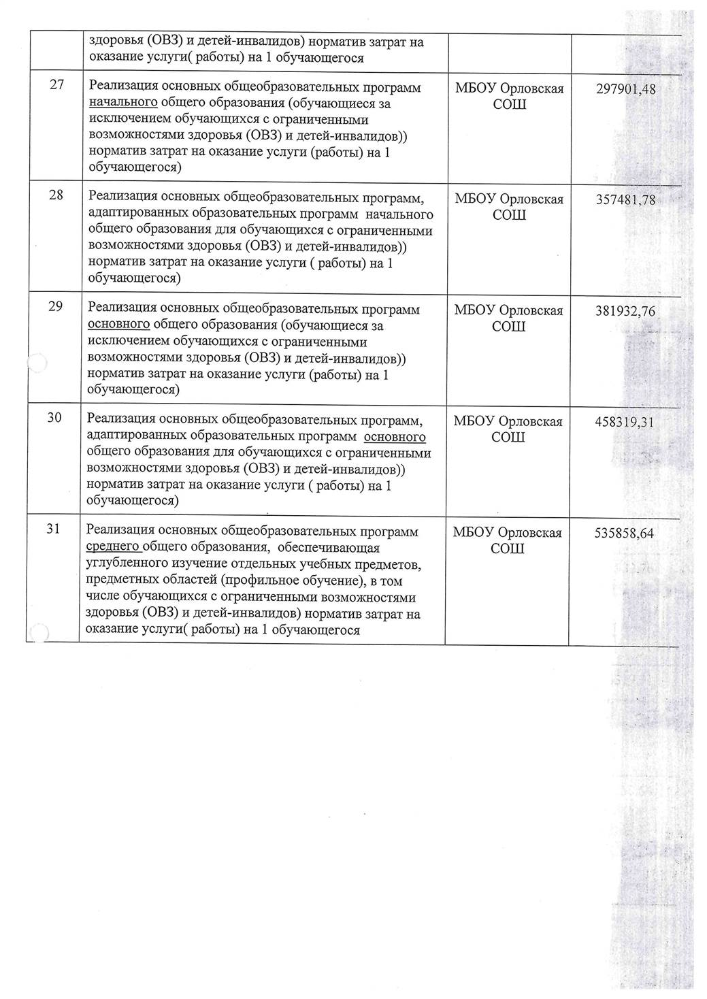 здоровья (ОВЗ) и детей-инвалидов) норматив затрат на
оказание услуги( работы) на 1 обучающегося
27
Реализация основных общеобразовательных программ
начального общего образования (обучающиеся за
исключением обучающихся с ограниченными
возможностями здоровья (ОВЗ) и детей-инвалидов))
норматив затрат на оказание услуги (работы) на 1
обучающегося)
МБОУ Орловская
СОШ
297901,48
28
Реализация основных общеобразовательных программ,
адаптированных образовательных программ начального
общего образования для обучающихся с ограниченными
возможностями здоровья (ОВЗ) и детей-инвалидов))
норматив затрат на оказание услуги ( работы) на 1
обучающегося)
МБОУ Орловская
СОШ
357481,78
29
Реализация основных общеобразовательных программ
основного общего образования (обучающиеся за
исключением обучающихся с ограниченными
возможностями здоровья (ОВЗ) и детей-инвалидов))
норматив затрат на оказание услуги (работы) на 1
обучающегося)
МБОУ Орловская
СОШ
381932,76
30
Реализация основных общеобразовательных программ,
адаптированных образовательных программ основного
общего образования для обучающихся с ограниченными
возможностями здоровья (ОВЗ) и детей-инвалидов))
норматив затрат на оказание услуги ( работы) на 1
обучающегося)
МБОУ Орловская
СОШ
458319,31
31
Реализация основных общеобразовательных программ
среднего общего образования, обеспечивающая
углубленного изучение отдельных учебных предметов,
предметных областей (профильное обучение), в том
числе обучающихся с ограниченными возможностями
здоровья (ОВЗ) и детей-инвалидов) норматив затрат на
оказание услуги( работы) на 1 обучающегося
МБОУ Орловская
СОШ
535858,64